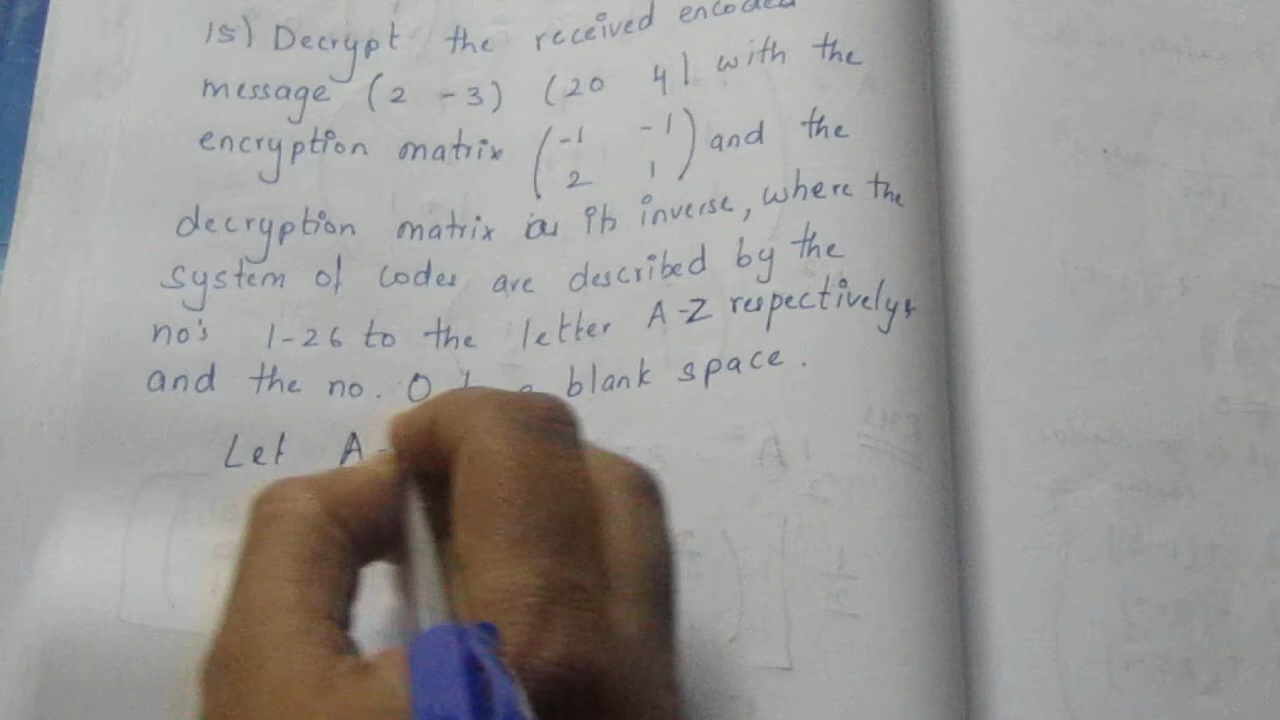 15) Decrypt the received encoded
message (2 -3) (20 4) with the
encryption matrix (-1 -1) and the
2 1
decryption matrix as its inverse, where the
system of codes are described by the
no's 1-26 to the letter A-Z respectively
and the no. 0 blank space.
Let A